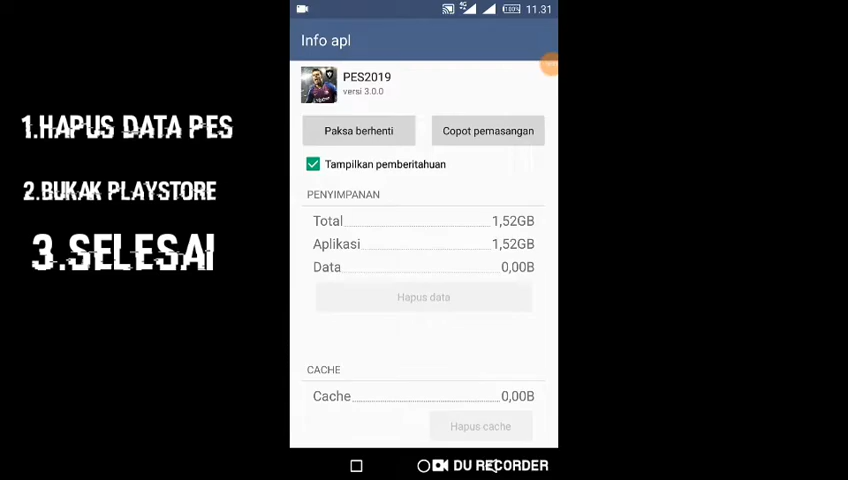 11.31
Info apl
PES2019
versi 3.0.0
Paksa berhenti
Copot pemasangan
Tampilkan pemberitahuan
PENYIMPANAN
Total 1,52GB
Aplikasi 1,52GB
Data 0,00B
Hapus data
CACHE
Cache 0,00B
Hapus cache
DU RECORDER
1.HAPUS DATA PES
2.BUKAK PLAYSTORE
3.SELESAI